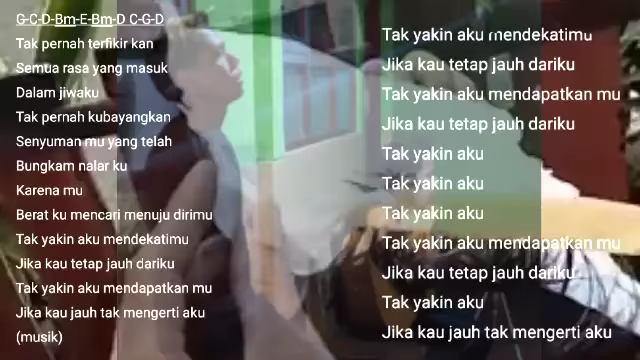 G-C-D-Bm-E-Bm-D C-G-D
Tak pernah terfikir kan
Semua rasa yang masuk
Dalam jiwaku
Tak pernah kubayangkan
Senyuman mu yang telah
Bungkam nalar ku
Karena mu
Berat ku mencari menuju dirimu
Tak yakin aku mendekatimu
Jika kau tetap jauh dariku
Tak yakin aku mendapatkan mu
Jika kau jauh tak mengerti aku
(musik)
Tak yakin aku mendekatimu
Jika kau tetap jauh dariku
Tak yakin aku mendapatkan mu
Jika kau tetap jauh dariku
Tak yakin aku
Tak yakin aku
Tak yakin aku
Tak yakin aku mendapatkan mu
Jika kau tetap jauh dariku
Tak yakin aku
Jika kau jauh tak mengerti aku